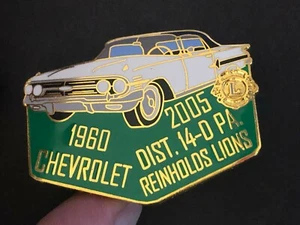 1960
CHEVROLET
2005
DIST. 14-D PA.
REINHOLDS LIONS
L